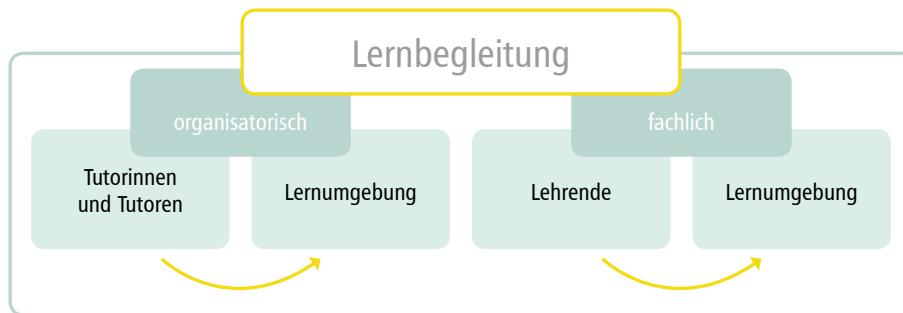 Lernbegleitung
organisatorisch
fachlich
Tutorinnen
und Tutoren
Lernumgebung
Lehrende
Lernumgebung